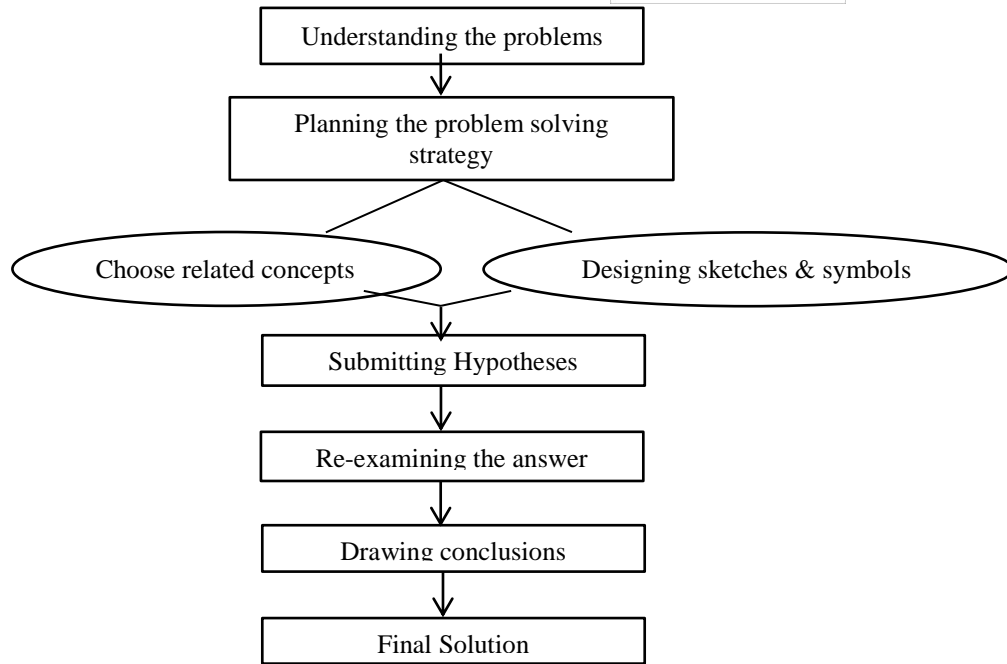 Understanding the problems
Planning the problem solving
strategy
Choose related concepts
Designing sketches & symbols
Submitting Hypotheses
Re-examining the answer
Drawing conclusions
Final Solution